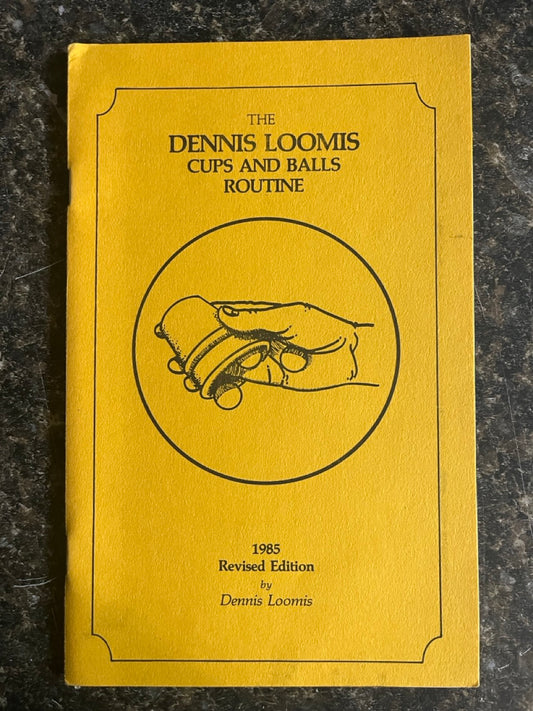 THE
DENNIS LOOMIS
CUPS AND BALLS
ROUTINE
1985
Revised Edition
by
Dennis Loomis